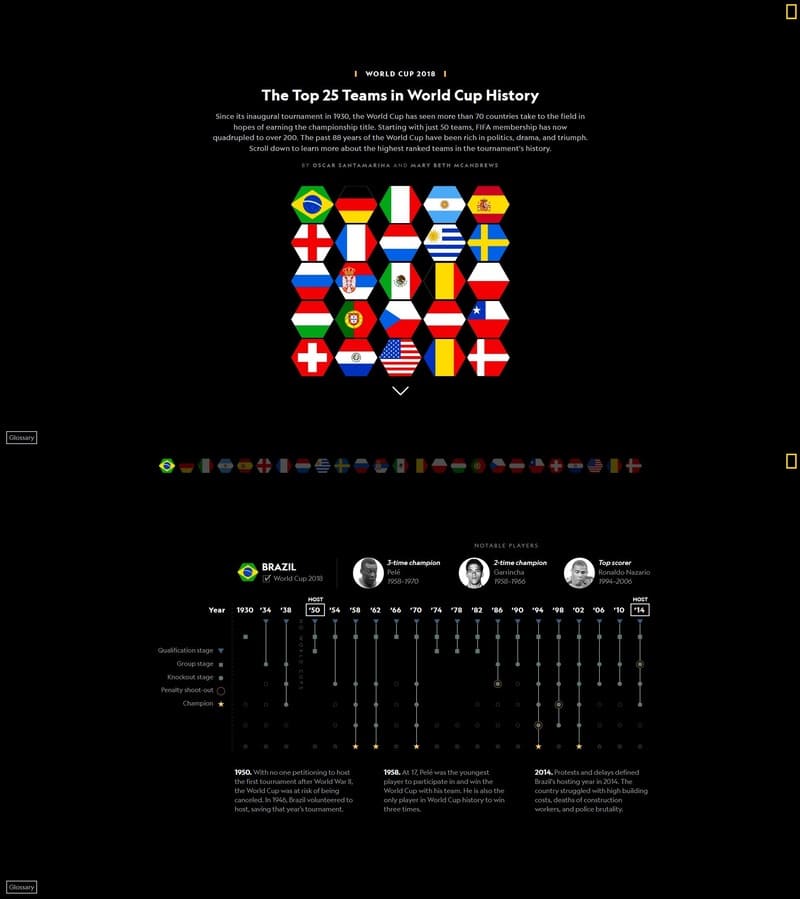 WORLD CUP 2018
The Top 25 Teams in World Cup History
Since its inaugural tournament in 1930, the World Cup has seen more than 70 countries take to the field in
hopes of earning the championship title. Starting with just 50 teams, FIFA membership has now
quadrupled to over 200. The past 88 years of the World Cup have been rich in politics, drama, and triumph.
Scroll down to learn more about the highest ranked teams in the tournament's history.
BY OSCAR SANTAMARIÑA AND MARY BETH MCANDREWS
Glossary
NOTABLE PLAYERS
BRAZIL
World Cup 2018
3-time champion
Pelé
1958–1970
2-time champion
Garrincha
1958–1966
Top scorer
Ronaldo Nazario
1994–2006
HOST
HOST
Year 1930 '34 '38 '50 '54 '58 '62 '66 '70 '74 '78 '82 '86 '90 '94 '98 '02 '06 '10 '14
NO WORLD CUPS
Qualification stage
Group stage
Knockout stage
Penalty shoot-out
Champion
1950. With no one petitioning to host
the first tournament after World War II,
the World Cup was at risk of being
canceled. In 1946, Brazil volunteered to
host, saving that year's tournament.
1958. At 17, Pelé was the youngest
player to participate in and win the
World Cup with his team. He is also the
only player in World Cup history to win
three times.
2014. Protests and delays defined
Brazil's hosting year in 2014. The
country struggled with high building
costs, deaths of construction
workers, and police brutality.
Glossary